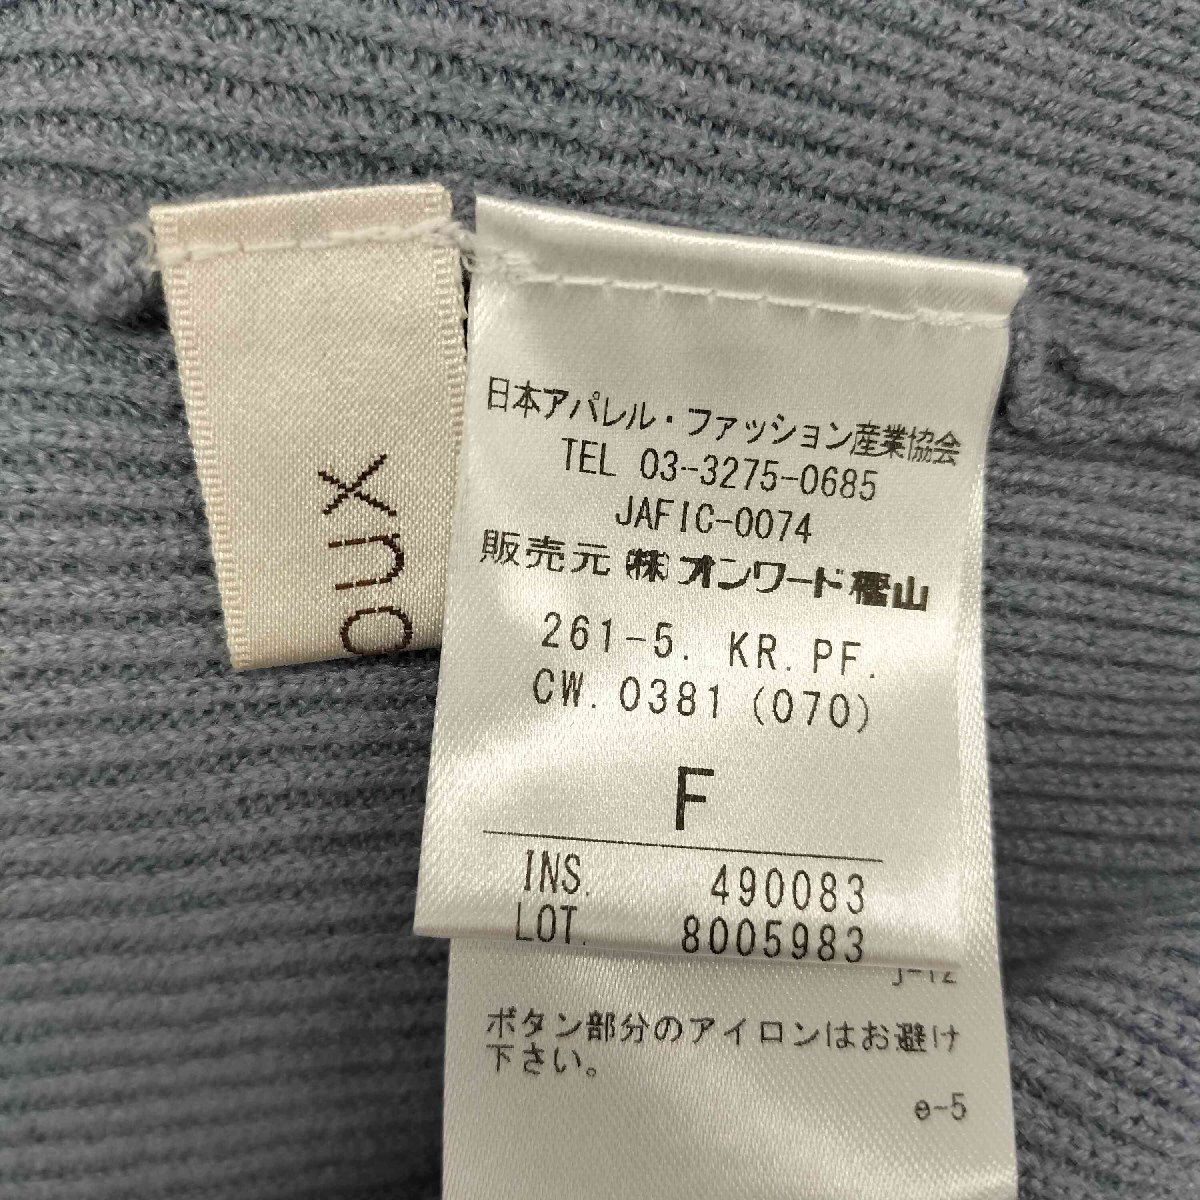 xnc
日本アパレル・ファッション産業協会
TEL 03-3275-0685
JAFIC-0074
販売元 ㈱オンワード樫山
261-5. KR.PF.
CW. 0381 (070)
F
INS. 490083
LOT. 8005983
ボタン部分のアイロンはお避け
下さい。
e-5